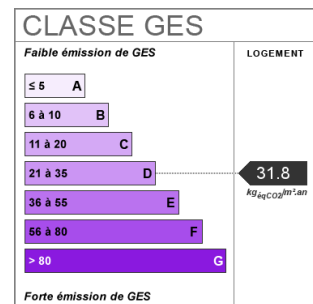 CLASSE GES
Faible émission de GES
LOGEMENT
≤ 5 A
6 à 10 B
11 à 20 C
21 à 35 D
31.8
kgéqCO2/m².an
36 à 55 E
56 à 80 F
> 80 G
Forte émission de GES